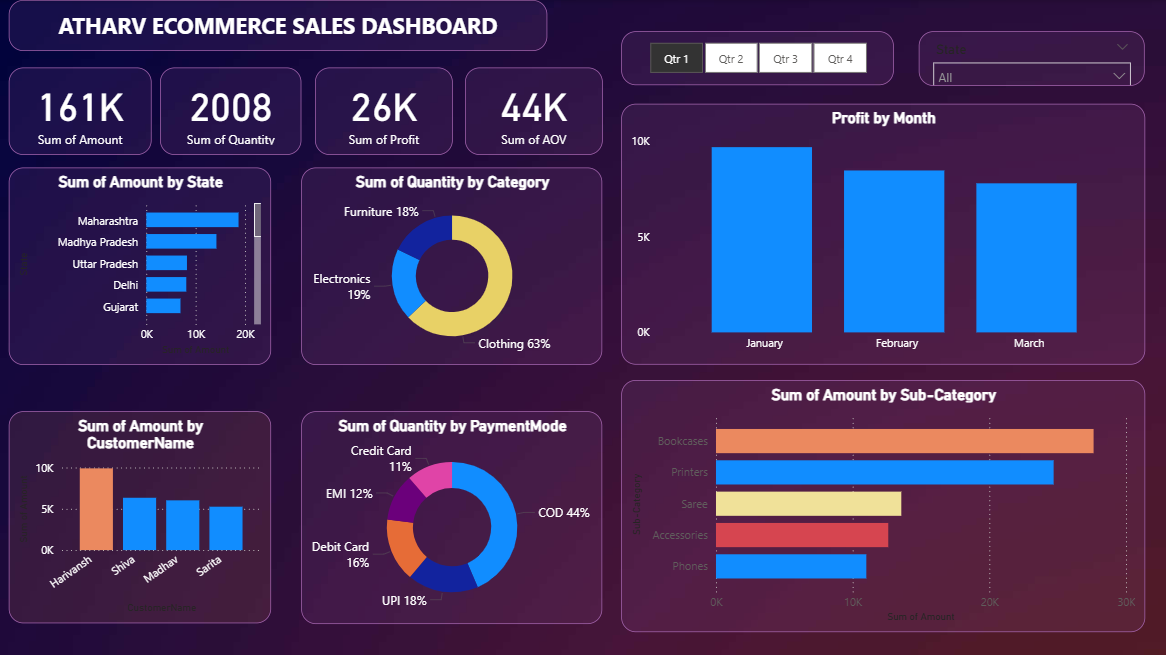 ATHARV ECOMMERCE SALES DASHBOARD
Qtr 1
Qtr 2
Qtr 3
Qtr 4
All
161K
Sum of Amount
2008
Sum of Quantity
26K
Sum of Profit
44K
Sum of AOV
Sum of Amount by State
Maharashtra
Madhya Pradesh
Uttar Pradesh
Delhi
Gujarat
0K
10K
20K
Sum of Quantity by Category
Furniture 18%
Electronics
19%
Clothing 63%
Profit by Month
10K
5K
0K
January
February
March
Sum of Amount by
CustomerName
10K
5K
0K
Harivansh
Shiva
Madhav
Sarita
Sum of Quantity by PaymentMode
Credit Card
11%
EMI 12%
Debit Card
16%
UPI 18%
COD 44%
Sum of Amount by Sub-Category
Sub-Category
Bookcases
Printers
Saree
Accessories
Phones
0K
10K
20K
30K
Sum of Amount